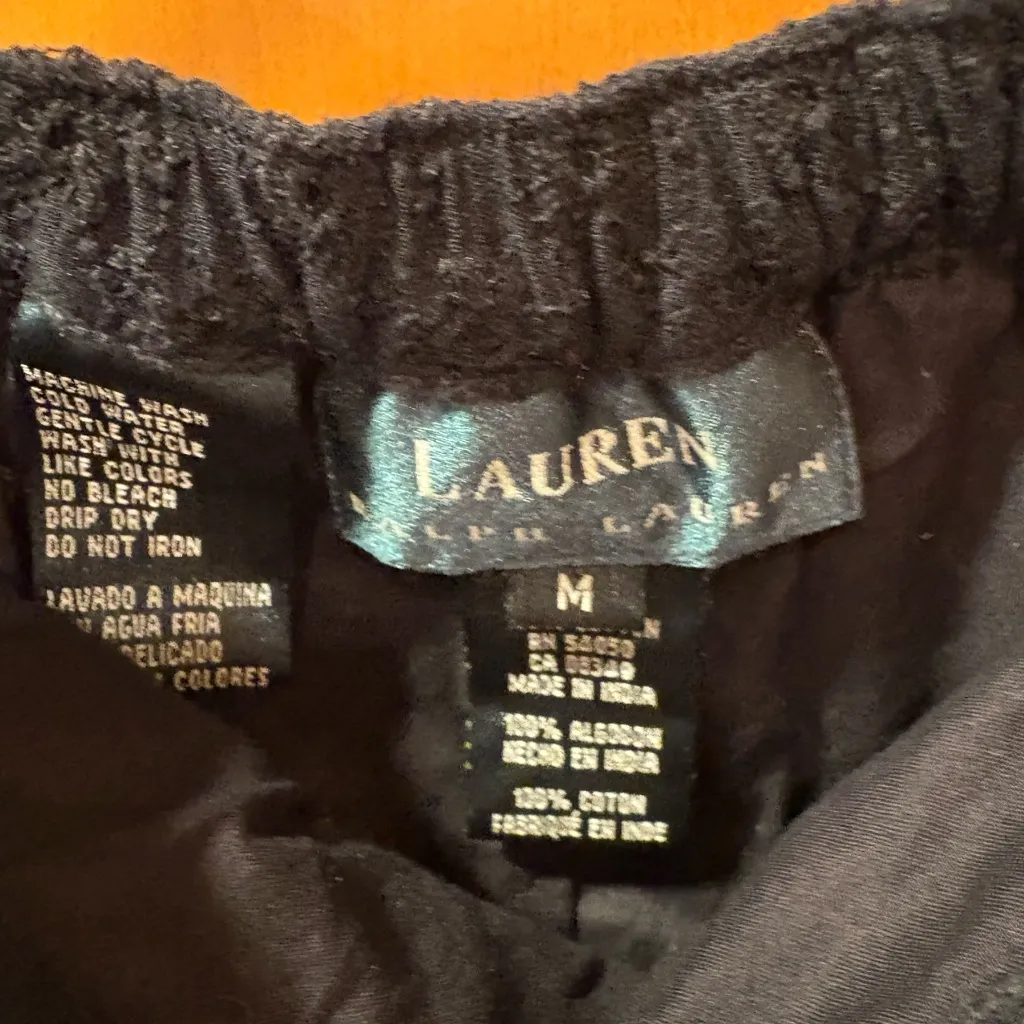 MACHINE WASH
COLD WATER
GENTLE CYCLE
WASH WITH
LIKE COLORS
NO BLEACH
DRIP DRY
DO NOT IRON
LAVADO A MAQUINA
AGUA FRIA
DELICADO
COLORES
LAUREN
RALPH LAUREN
M
RN
CA
MADE IN INDIA
100% ALGODON
HECHO EN INDIA
100% COTON
FABRIQUÉ EN INDE